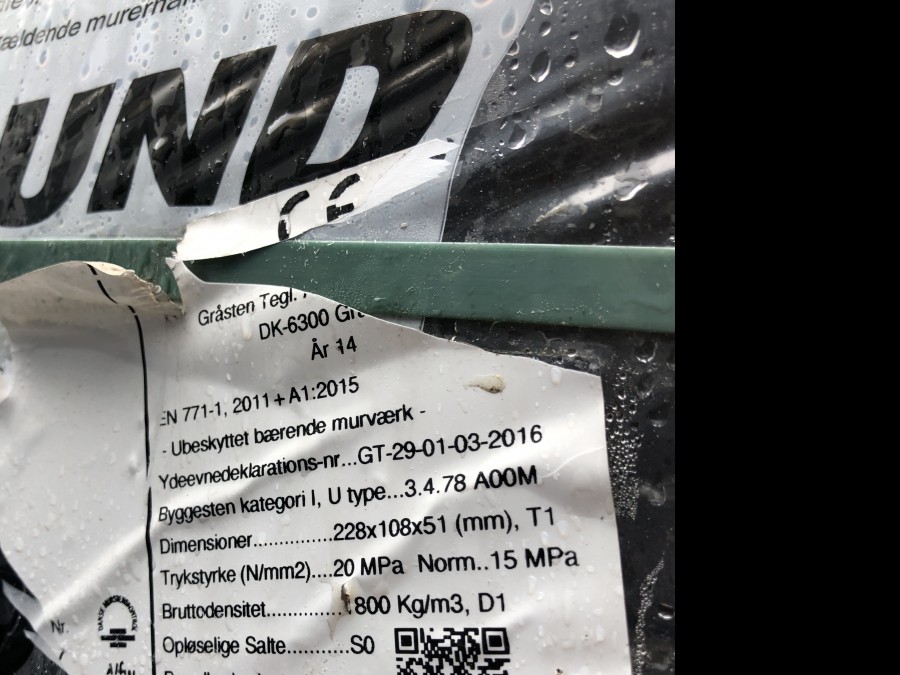 ældende murerhån
UND
CE
Gråsten Tegl.
DK-6300
År 14
EN 771-1, 2011 + A1:2015
- Ubeskyttet bærende murværk -
Ydeevnedeklarations-nr...GT-29-01-03-2016
Byggesten kategori I, U type...3.4.78 A00M
Dimensioner..............228x108x51 (mm), T1
Trykstyrke (N/mm2)....20 MPa Norm..15 MPa
Bruttodensitet.............1800 Kg/m3, D1
Opløselige Salte...........S0
Nr.